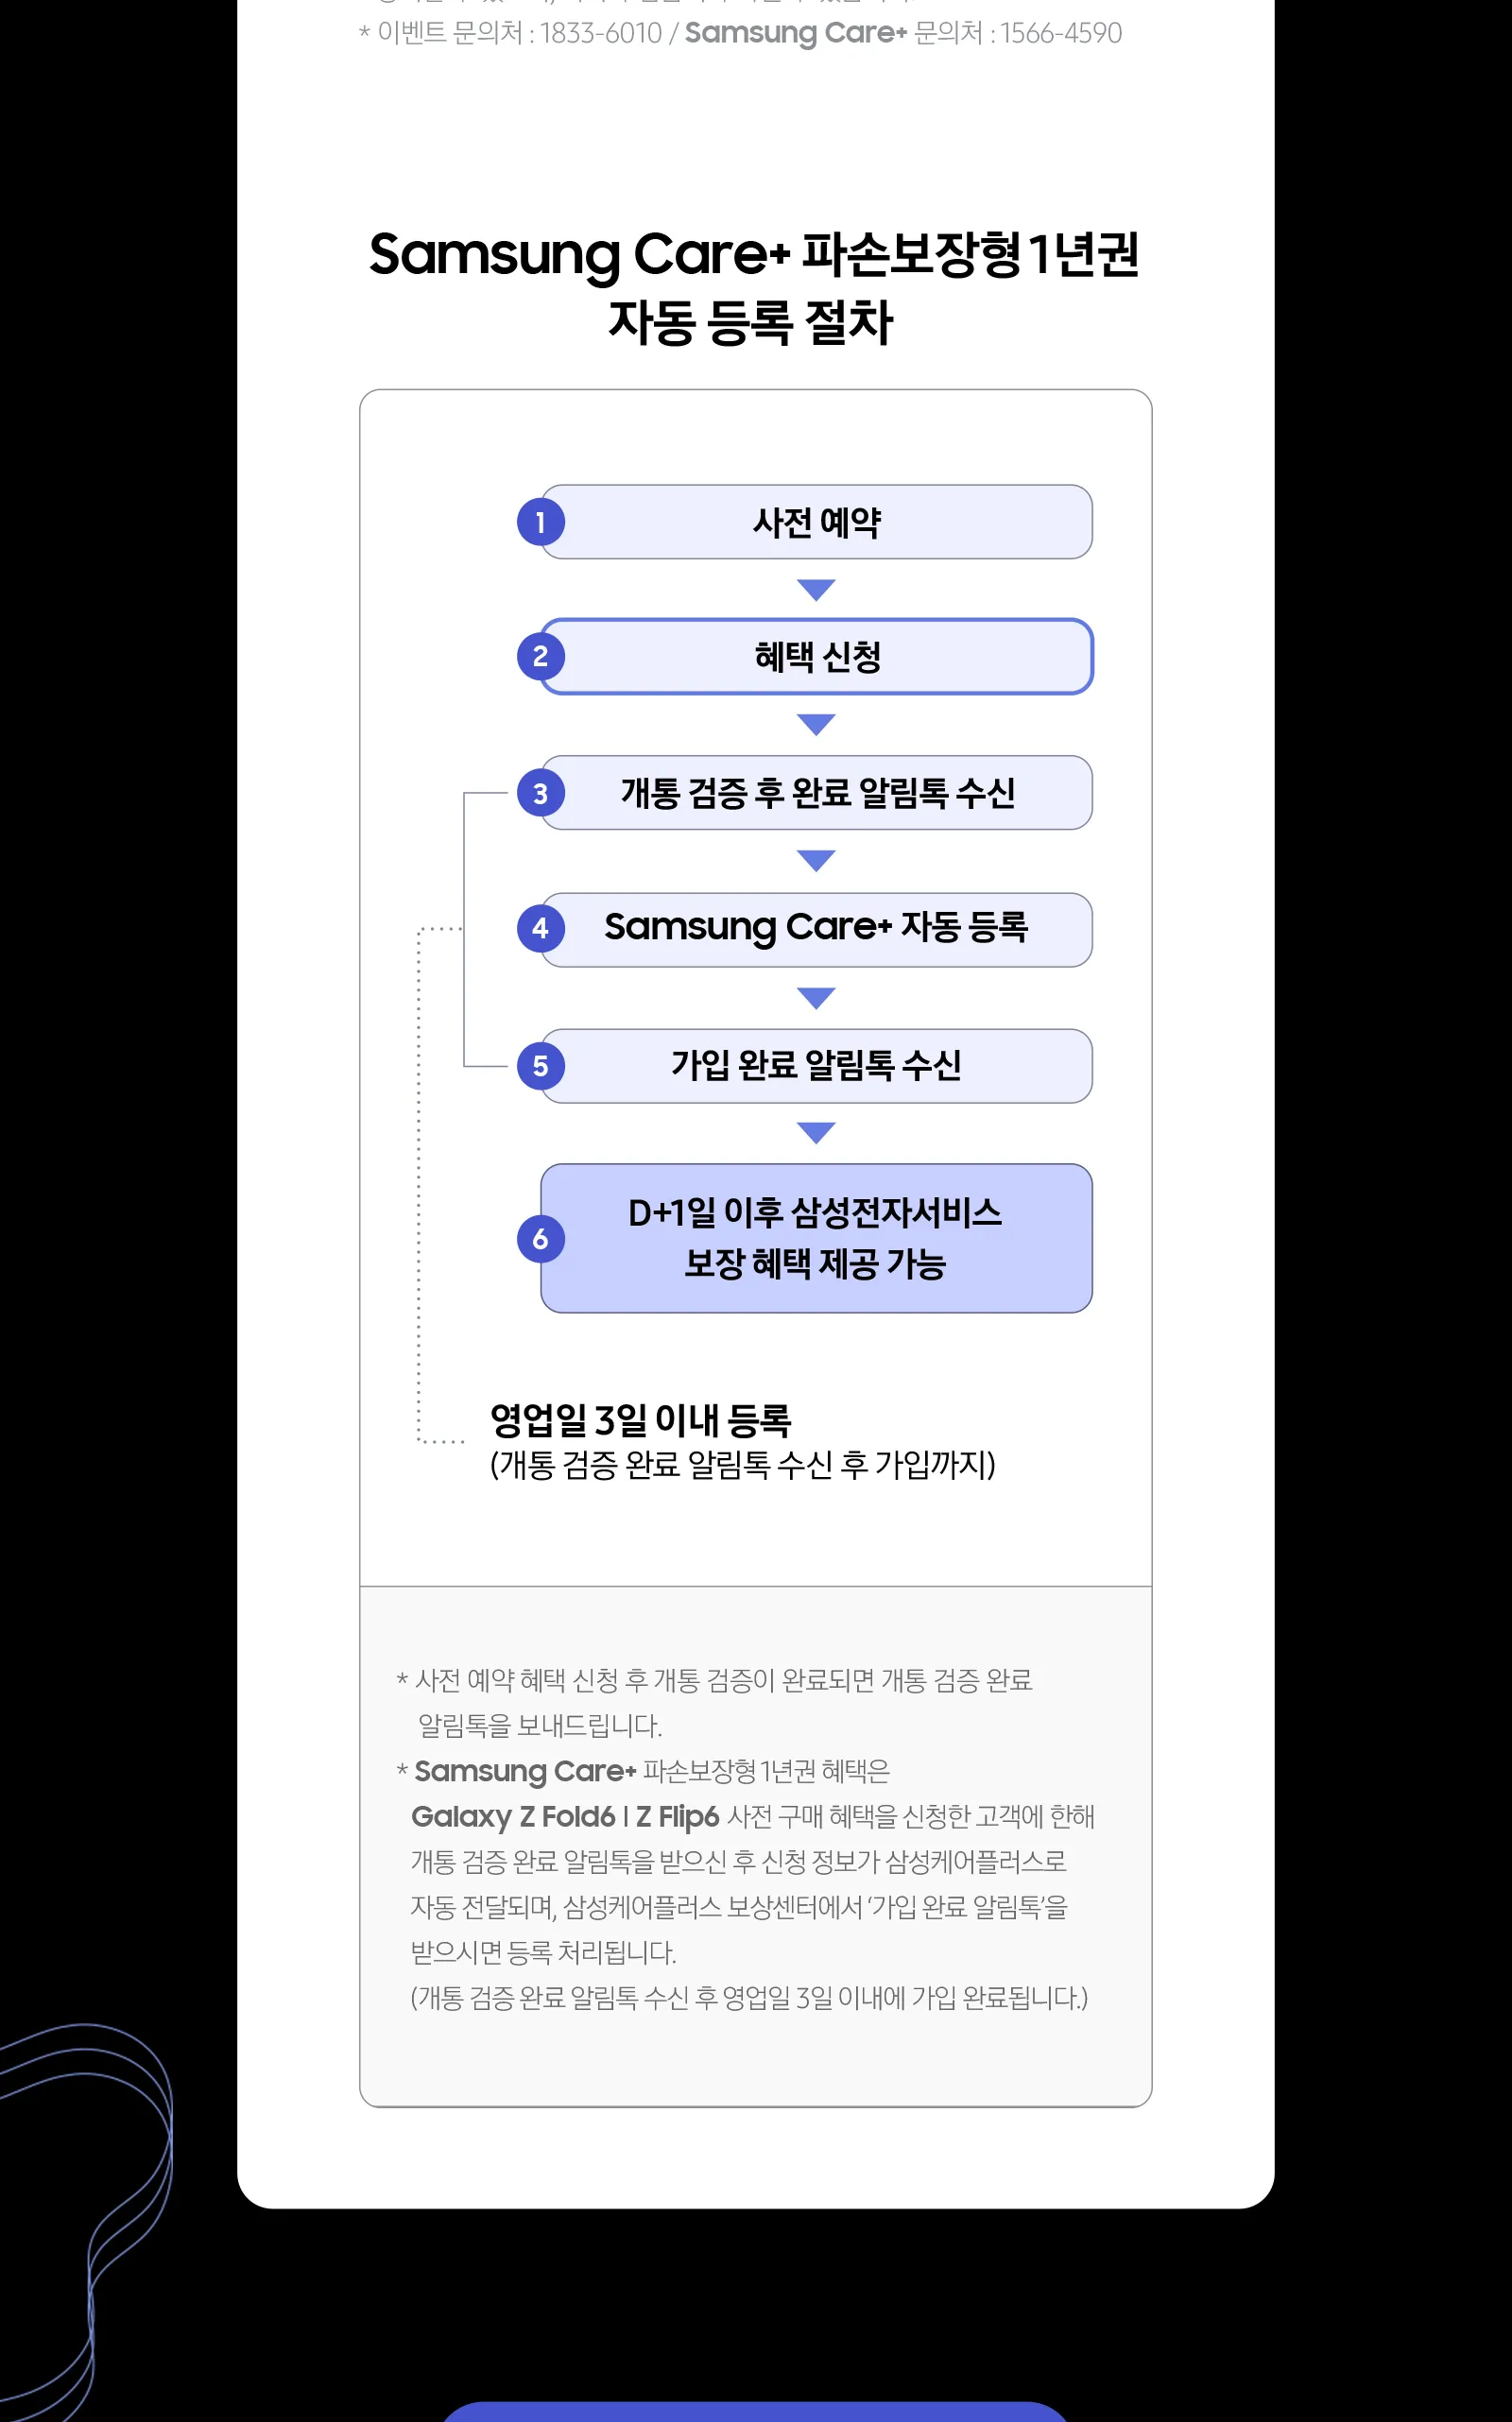 * 이벤트 문의처 : 1833-6010 / Samsung Care+ 문의처 : 1566-4590
Samsung Care+ 파손보장형 1년권
자동 등록 절차
1 사전 예약
2 혜택 신청
3 개통 검증 후 완료 알림톡 수신
4 Samsung Care+ 자동 등록
5 가입 완료 알림톡 수신
6 D+1일 이후 삼성전자서비스
보장 혜택 제공 가능
영업일 3일 이내 등록
(개통 검증 완료 알림톡 수신 후 가입까지)
* 사전 예약 혜택 신청 후 개통 검증이 완료되면 개통 검증 완료
알림톡을 보내드립니다.
* Samsung Care+ 파손보장형 1년권 혜택은
Galaxy Z Fold6 | Z Flip6 사전 구매 혜택을 신청한 고객에 한해
개통 검증 완료 알림톡을 받으신 후 신청 정보가 삼성케어플러스로
자동 전달되며, 삼성케어플러스 보상센터에서 ‘가입 완료 알림톡’을
받으시면 등록 처리됩니다.
(개통 검증 완료 알림톡 수신 후 영업일 3일 이내에 가입 완료됩니다.)